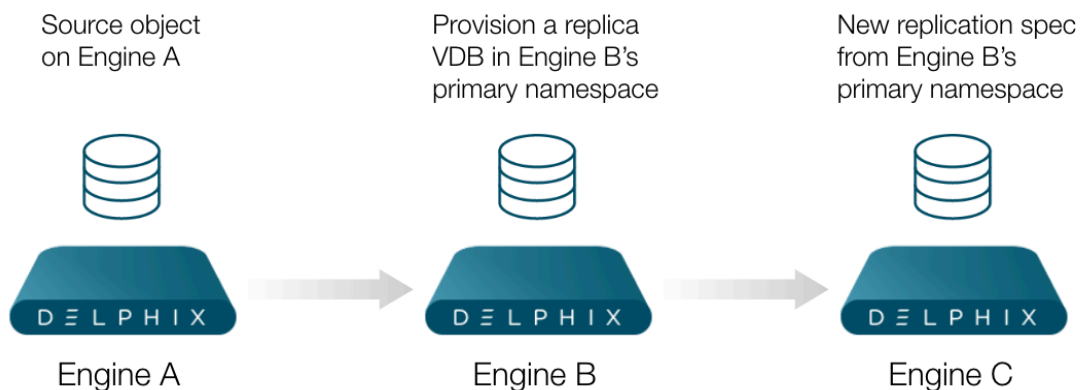 Source object
on Engine A
Provision a replica
VDB in Engine B’s
primary namespace
New replication spec
from Engine B’s
primary namespace
DELPHIX
DELPHIX
DELPHIX
Engine A
Engine B
Engine C